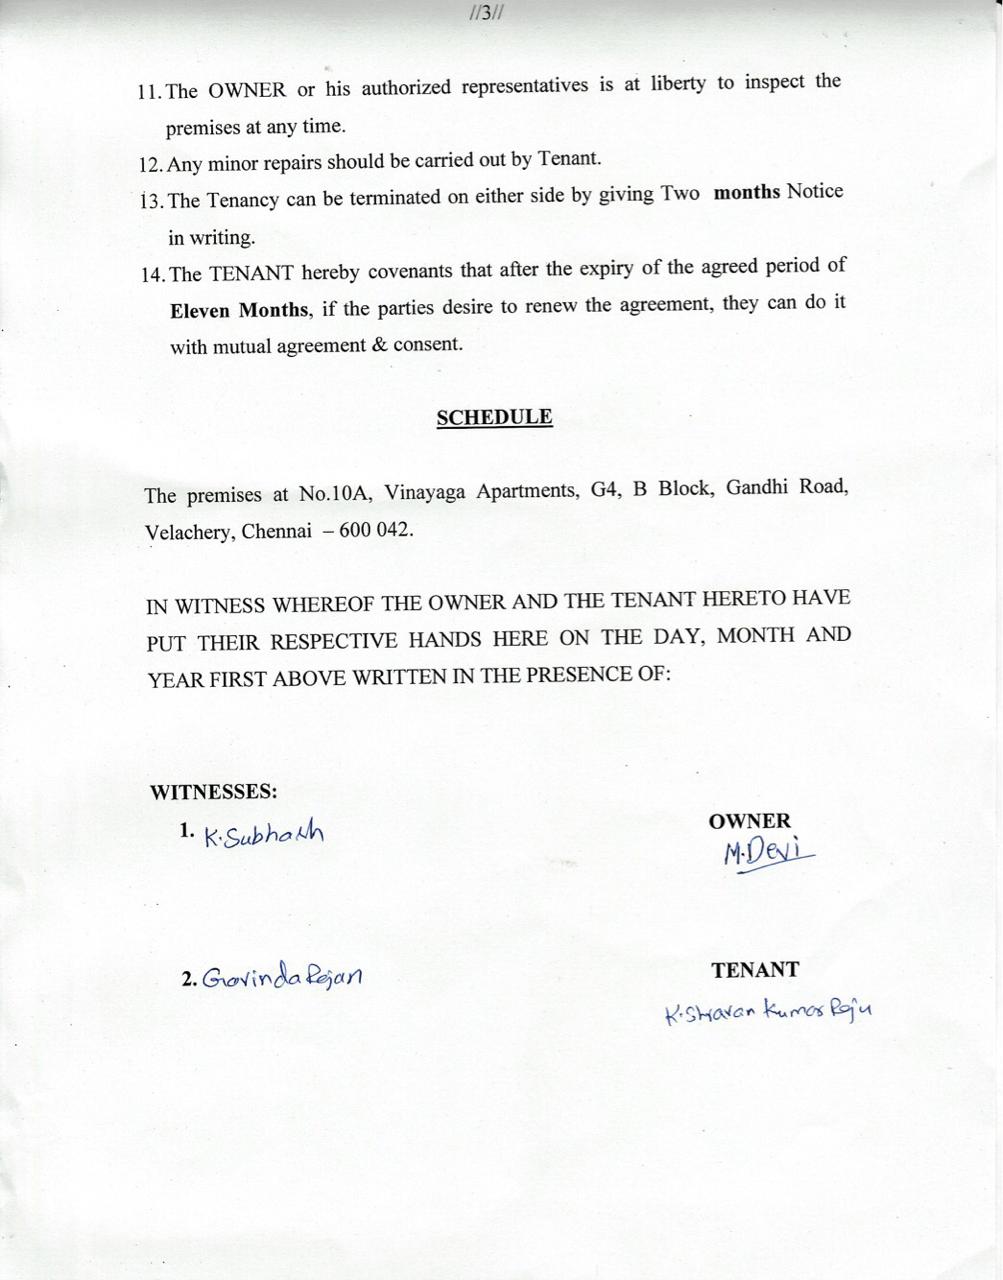 //3//
11. The OWNER or his authorized representatives is at liberty to inspect the
premises at any time.
12. Any minor repairs should be carried out by Tenant.
13. The Tenancy can be terminated on either side by giving Two months Notice
in writing.
14. The TENANT hereby covenants that after the expiry of the agreed period of
Eleven Months, if the parties desire to renew the agreement, they can do it
with mutual agreement & consent.
SCHEDULE
The premises at No.10A, Vinayaga Apartments, G4, B Block, Gandhi Road,
Velachery, Chennai – 600 042.
IN WITNESS WHEREOF THE OWNER AND THE TENANT HERETO HAVE
PUT THEIR RESPECTIVE HANDS HERE ON THE DAY, MONTH AND
YEAR FIRST ABOVE WRITTEN IN THE PRESENCE OF:
WITNESSES:
1. K.Subhash
OWNER
M.Devi
2. GovindaRajan
TENANT
K.Shravan Kumar Raju